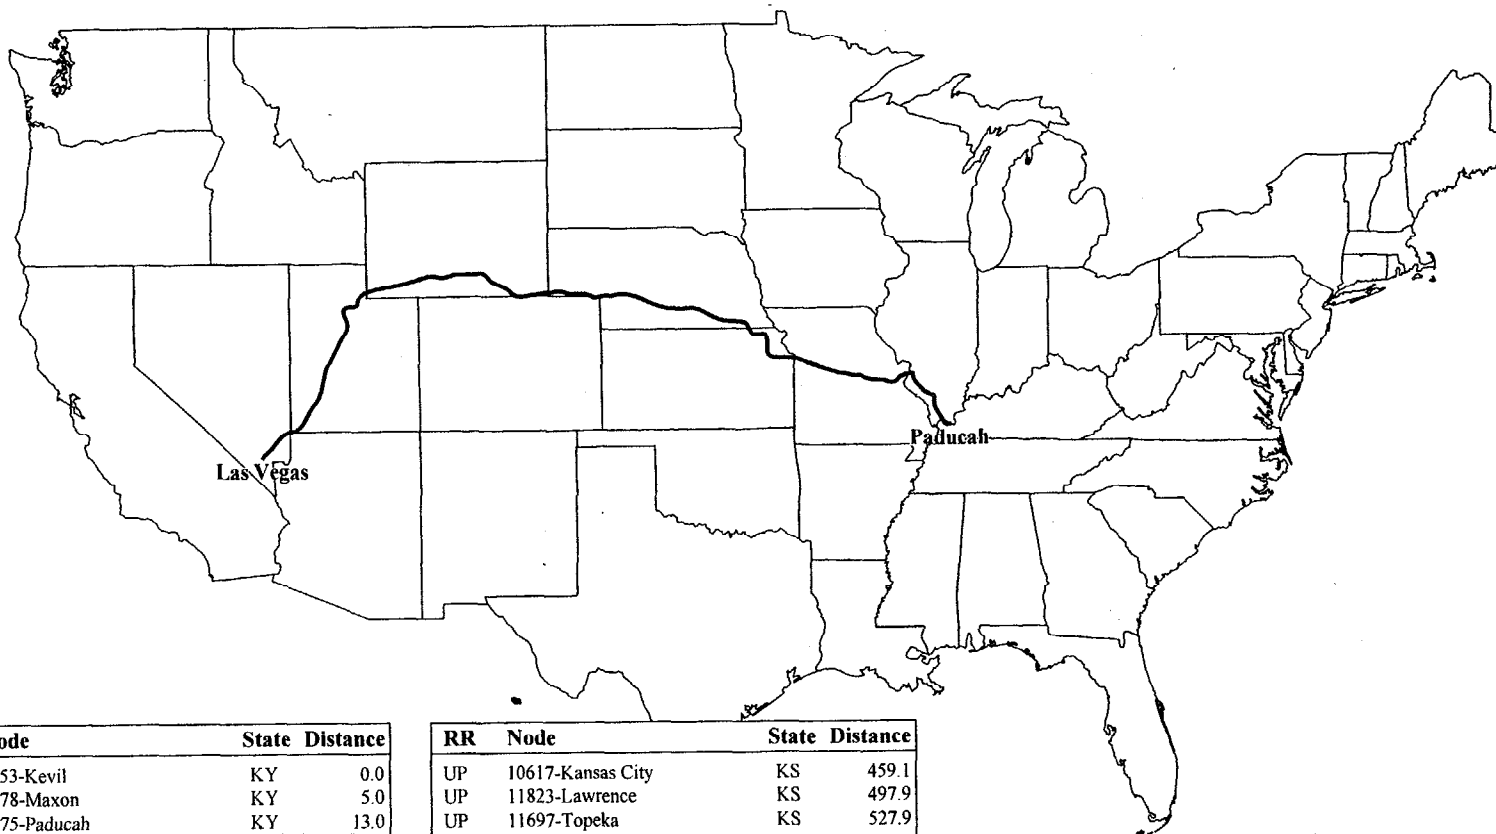 Paducah
Las Vegas
ode State Distance
53-Kevil KY 0.0
78-Maxon KY 5.0
75-Paducah KY 13.0
RR Node State Distance
UP 10617-Kansas City KS 459.1
UP 11823-Lawrence KS 497.9
UP 11697-Topeka KS 527.9